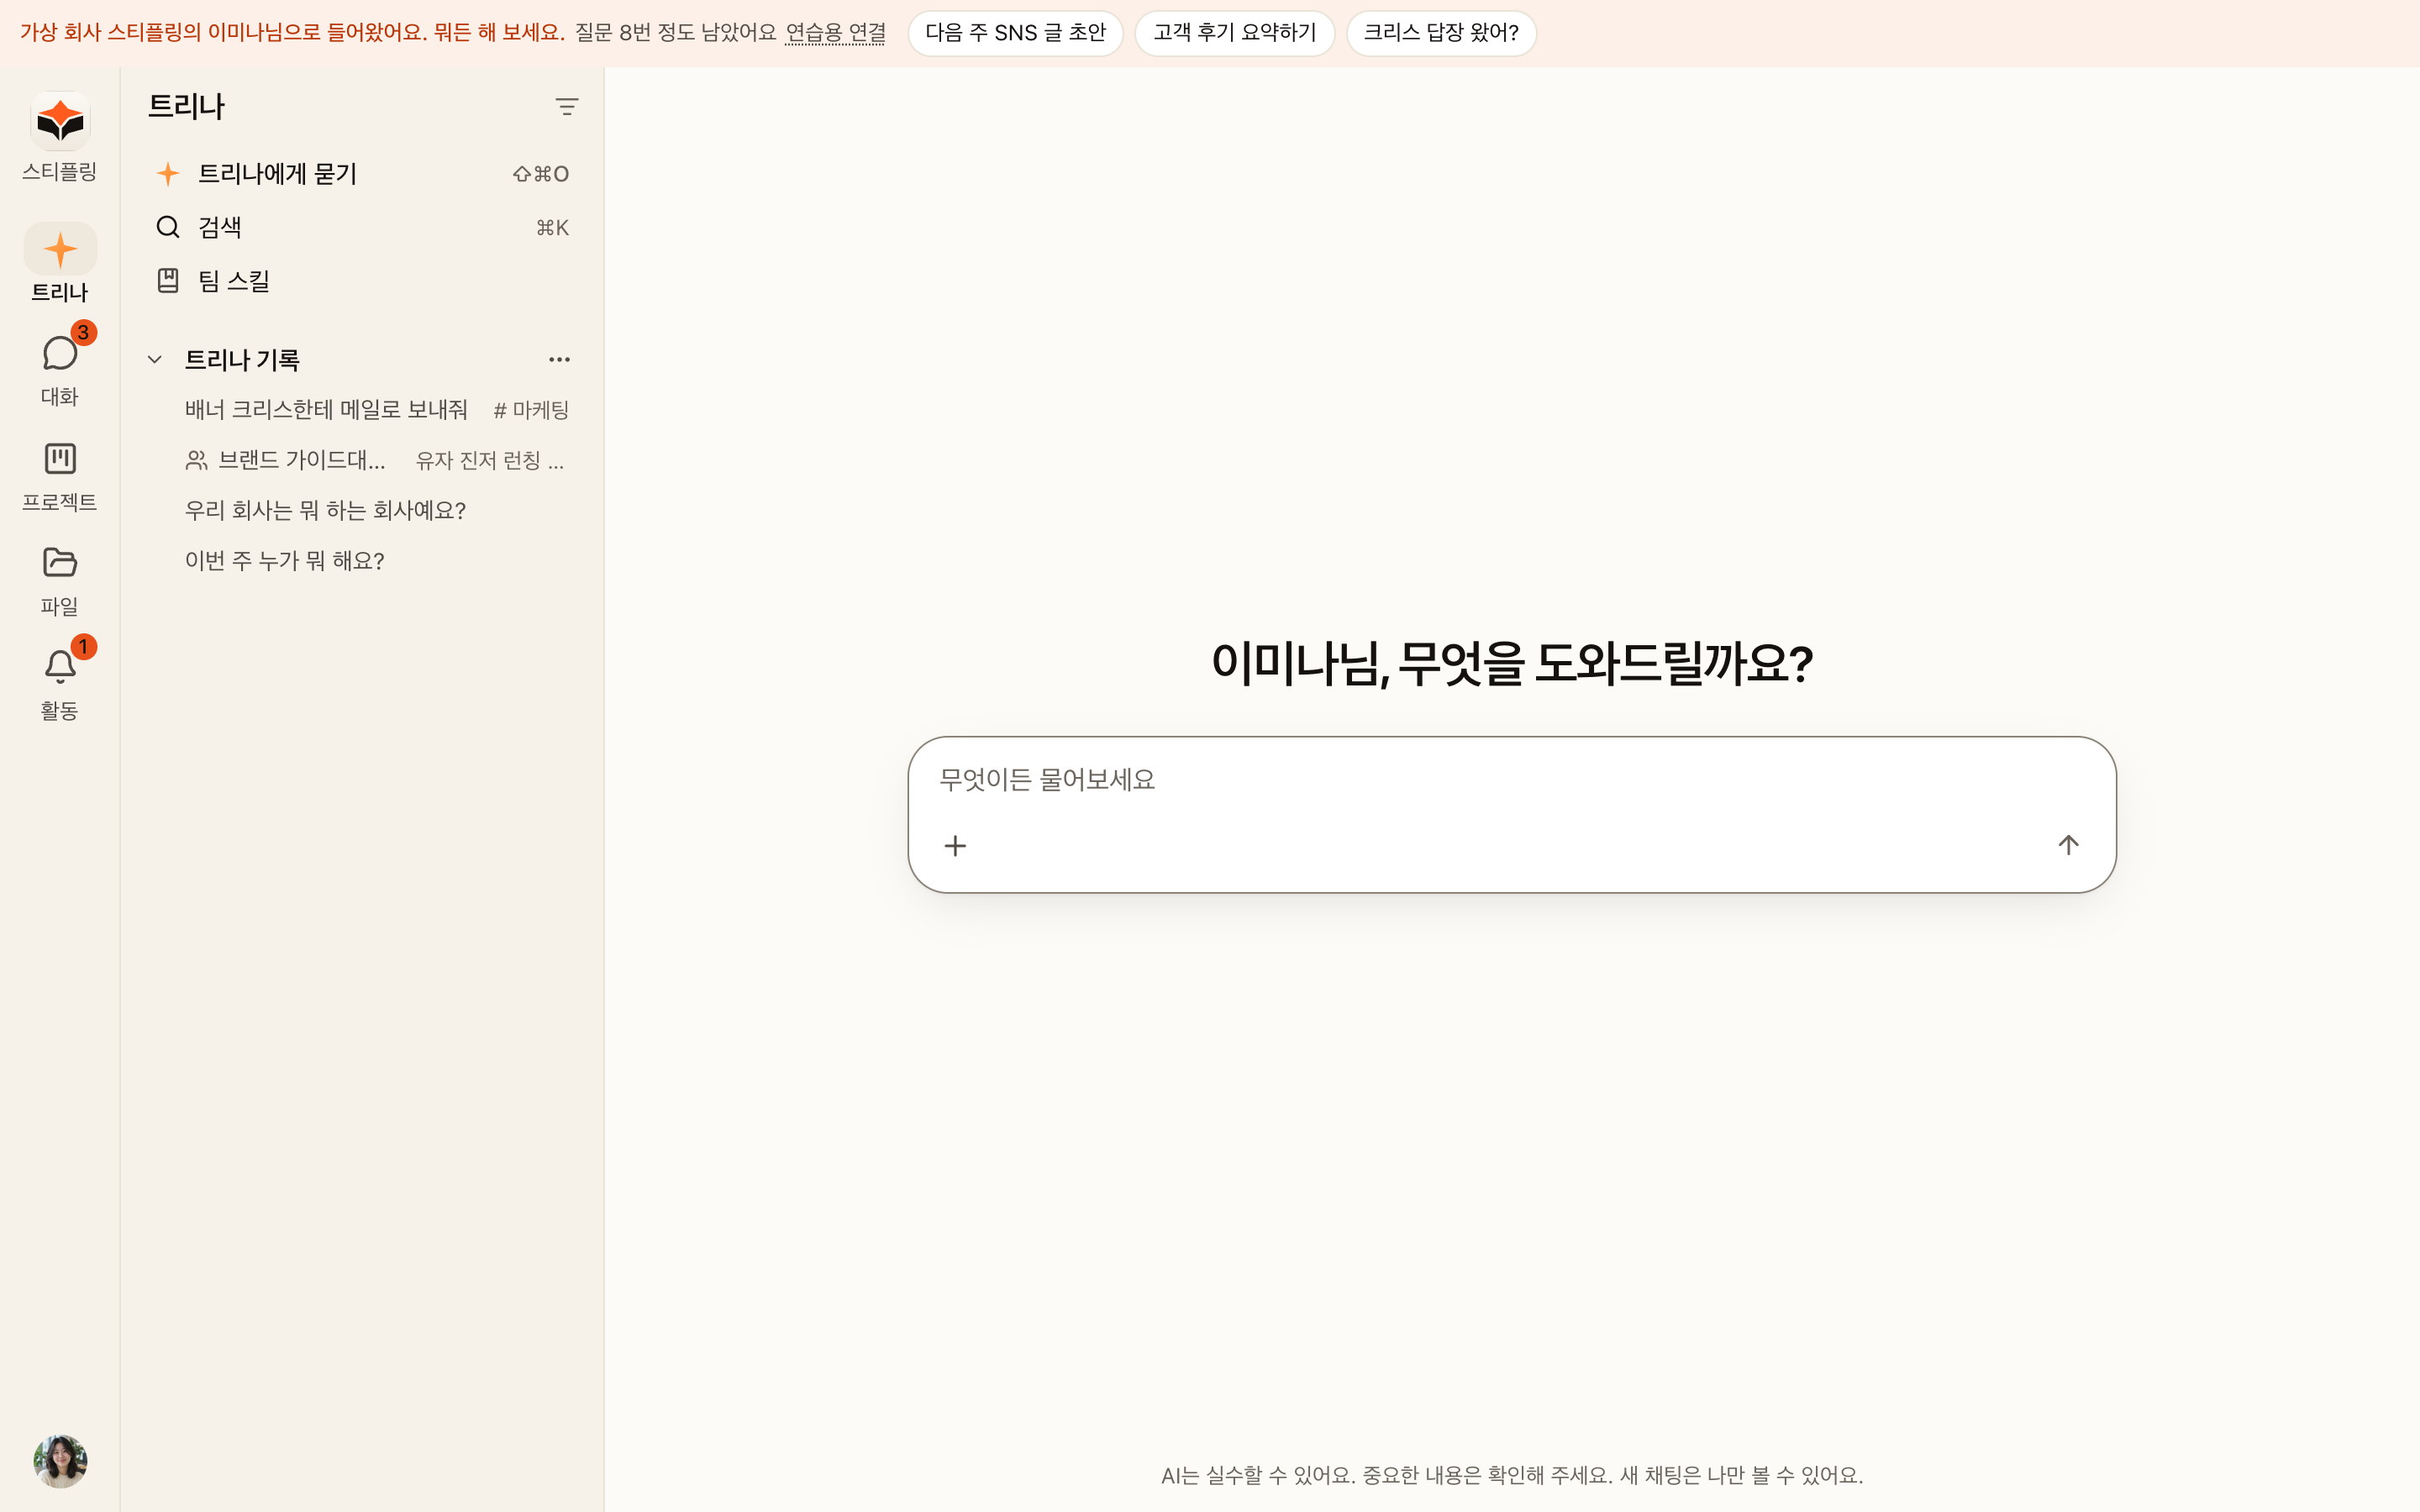 가상 회사 스티플링의 이미나님으로 들어왔어요. 뭐든 해 보세요. 질문 8번 정도 남았어요 연습용 연결 다음 주 SNS 글 초안 고객 후기 요약하기 크리스 답장 왔어?
스티플링
트리나
3
대화
프로젝트
파일
1
활동
트리나
트리나에게 묻기 ⇧⌘O
검색 ⌘K
팀 스킬
트리나 기록
배너 크리스한테 메일로 보내줘 # 마케팅
브랜드 가이드대... 유자 진저 런칭 ...
우리 회사는 뭐 하는 회사예요?
이번 주 누가 뭐 해요?
이미나님, 무엇을 도와드릴까요?
무엇이든 물어보세요
AI는 실수할 수 있어요. 중요한 내용은 확인해 주세요. 새 채팅은 나만 볼 수 있어요.